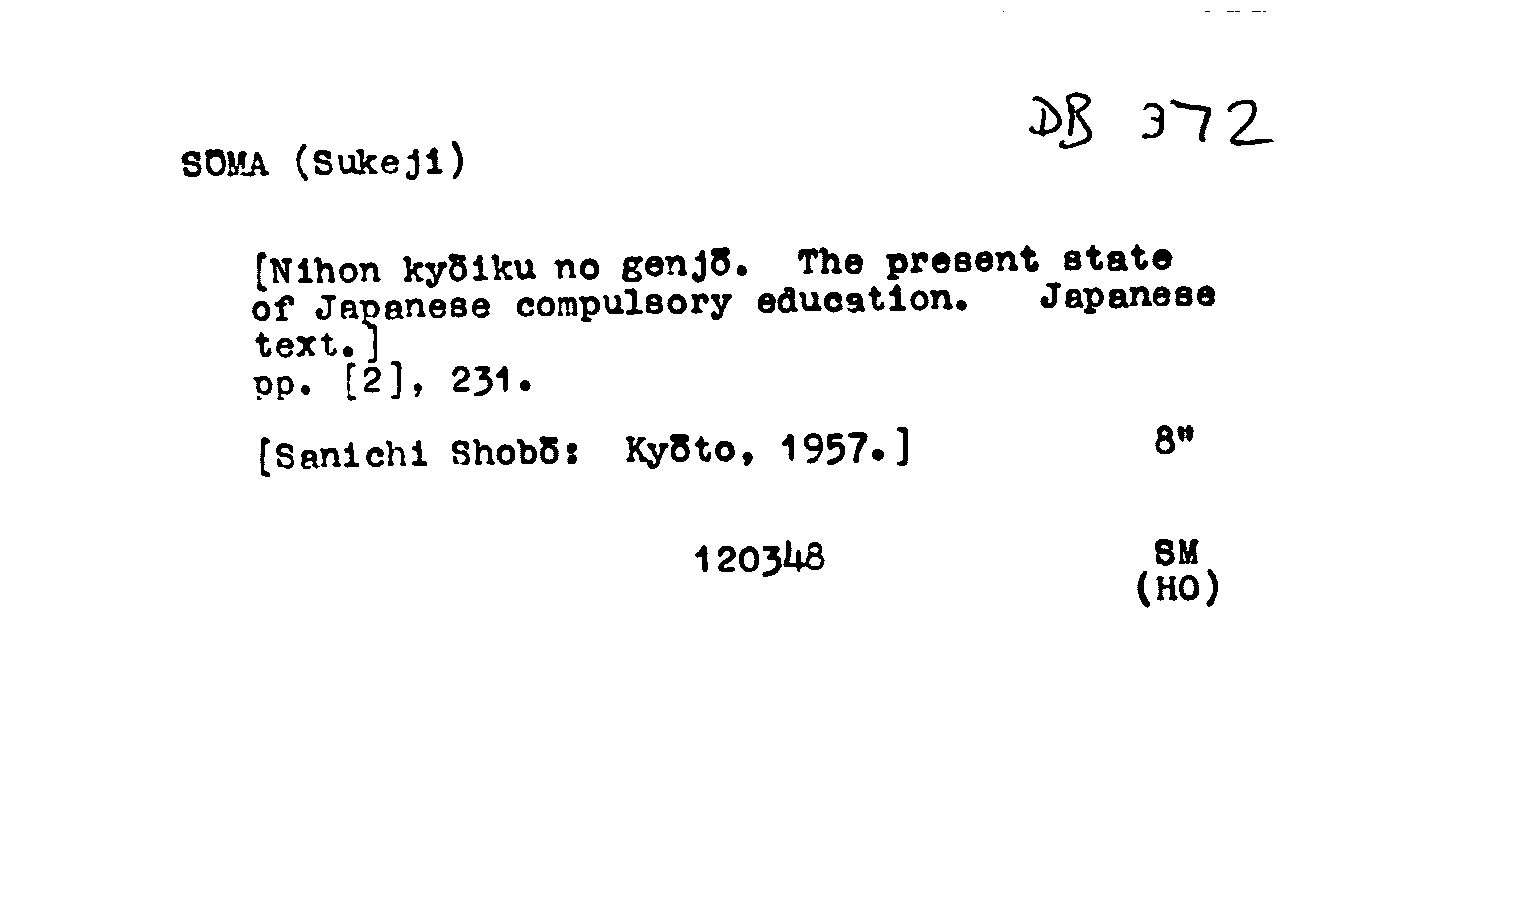 DB 372
SŌMA (Sukeji)
[Nihon kyōiku no genjō. The present state
of Japanese compulsory education. Japanese
text.]
pp. [2], 231.
[Sanichi Shobō: Kyōto, 1957.] 8"
120348 SM
(HO)